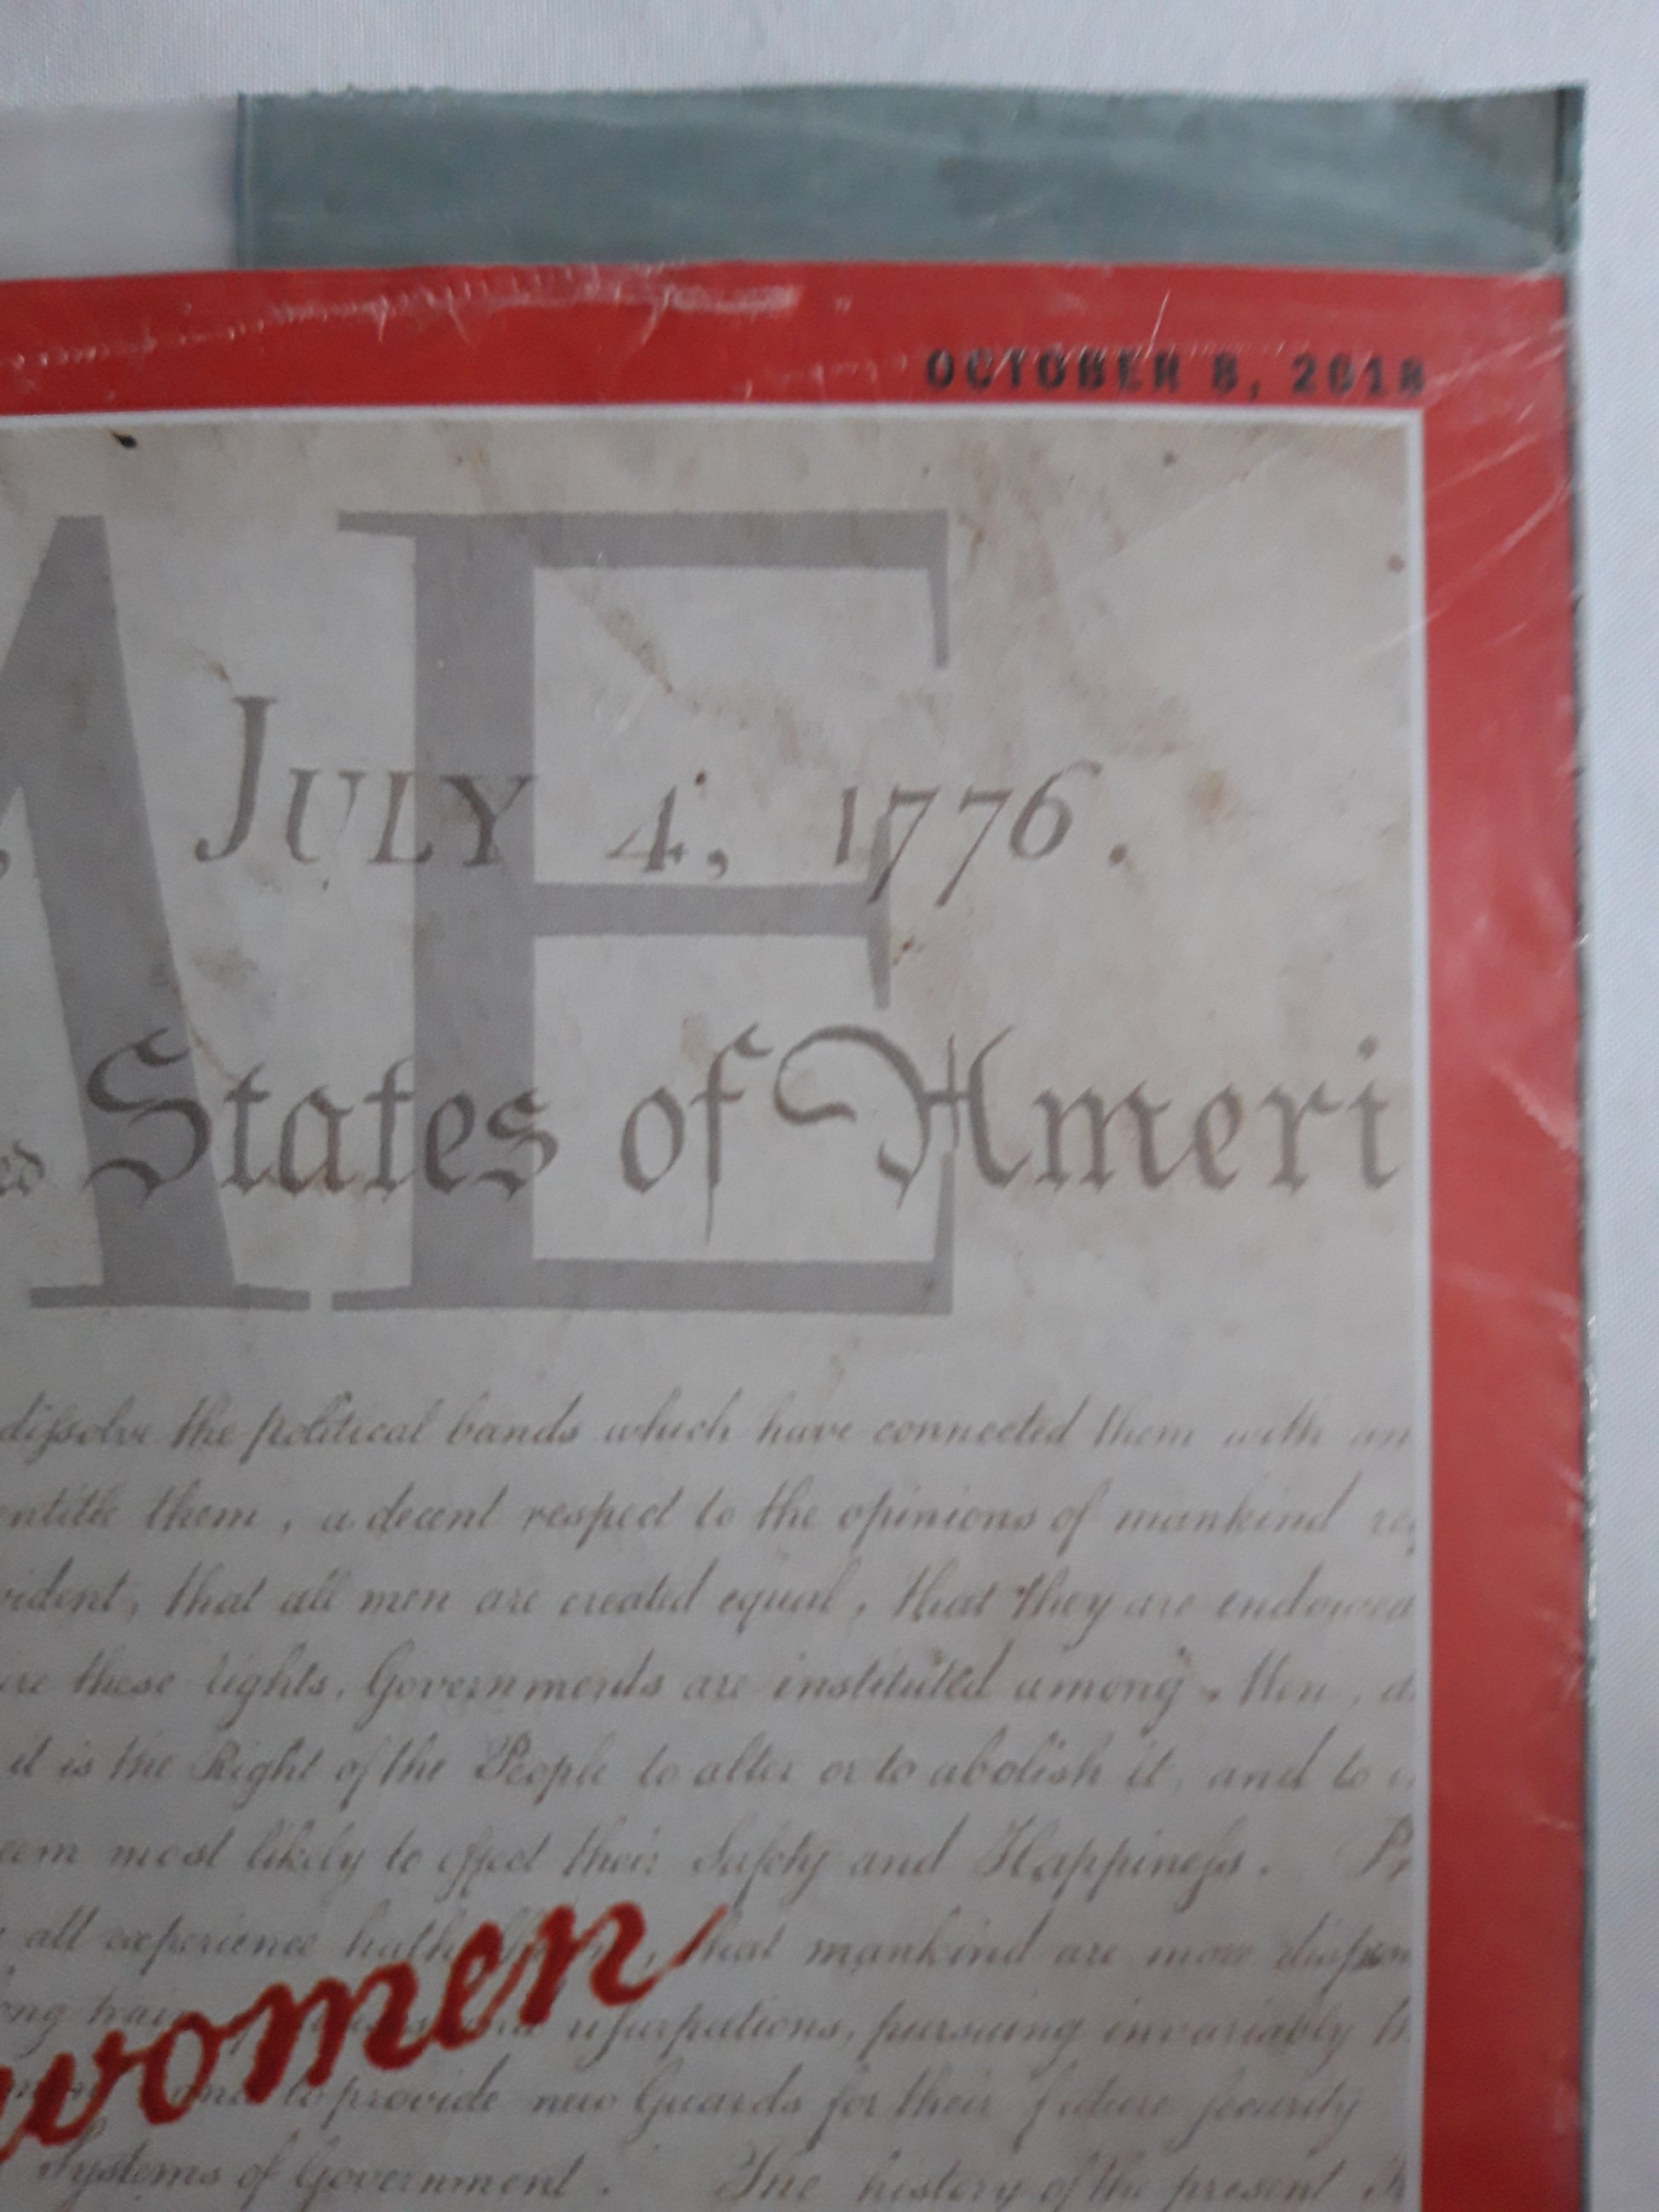 OCTOBER 8, 2018
ME
JULY 4, 1776.
States of Ameri
dissolve the political bands which have connected them with an
entitle them, a decent respect to the opinions of mankind
that all men are created equal, that they are endowed
these rights, Governments are instituted among Men,
it is the Right of the People to alter or to abolish it, and to
most likely to effect their Safety and Happiness.
all experience hath that mankind are more
women
usurpations, pursuing invariably
to provide new Guards for their future security
Systems of Government. The history of the present